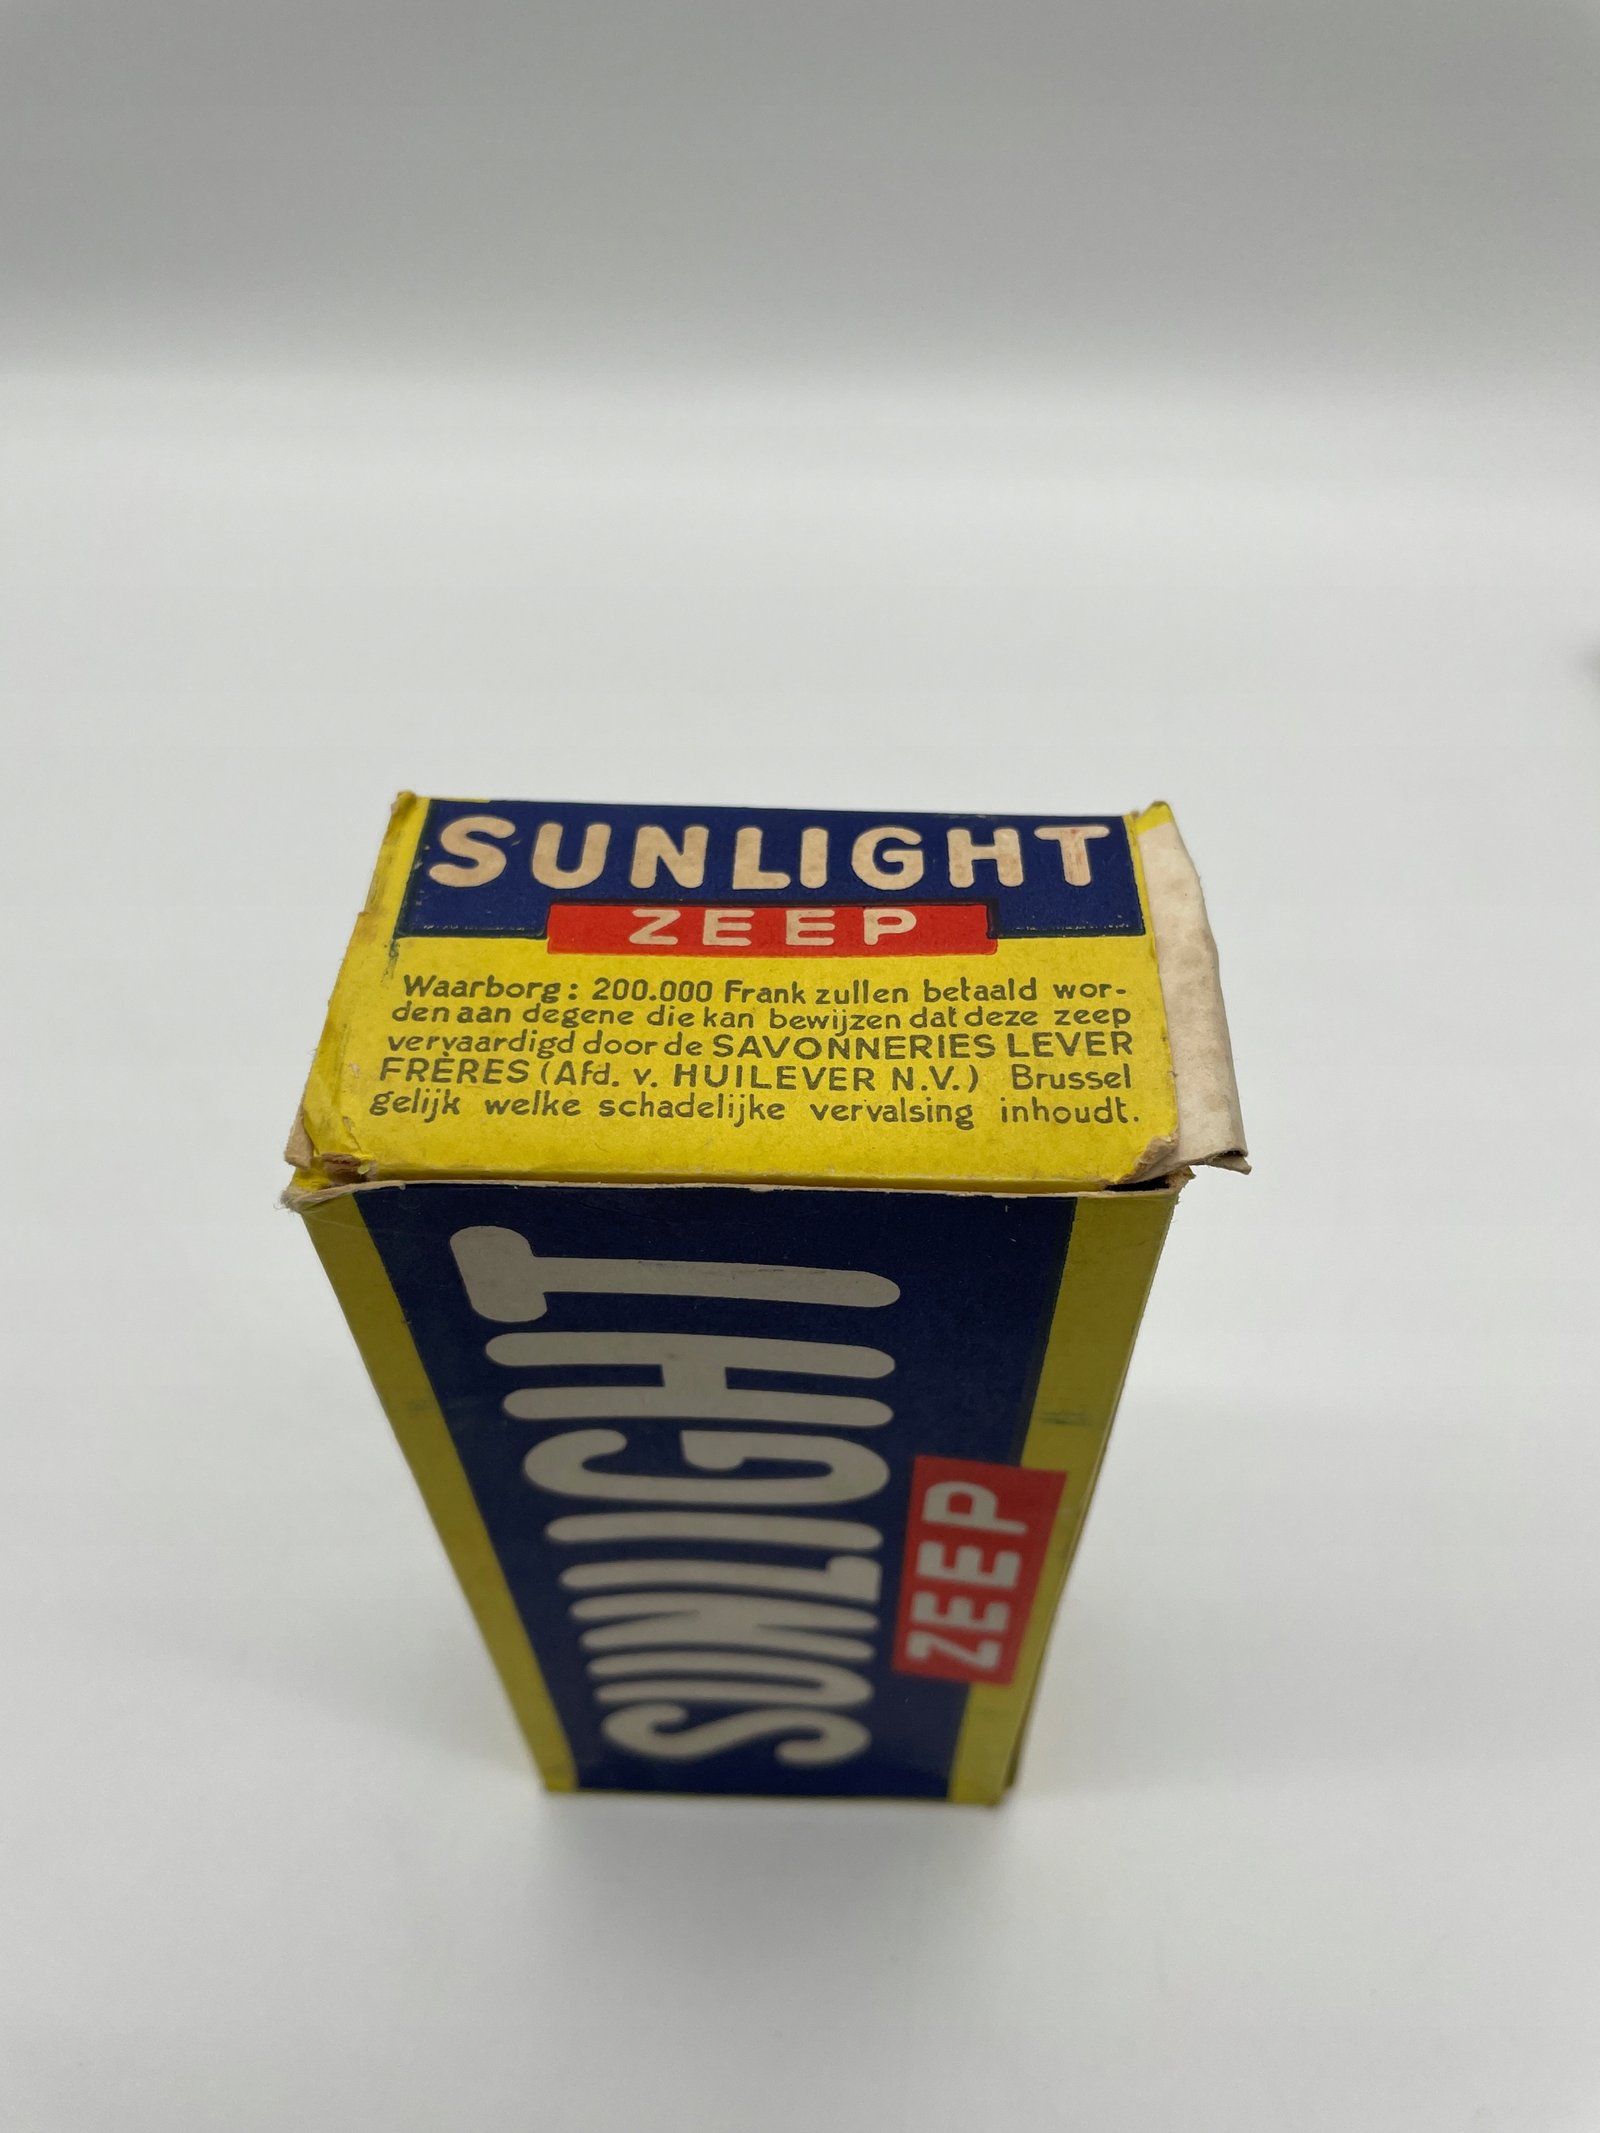 SUNLIGHT
ZEEP
Waarborg: 200.000 Frank zullen betaald wor-
den aan degene die kan bewijzen dat deze zeep
vervaardigd door de SAVONNERIES LEVER
FRÈRES (Afd. v. HUILEVER N.V.) Brussel
gelijk welke schadelijke vervalsing inhoudt.
SUNLIGHT
ZEEP